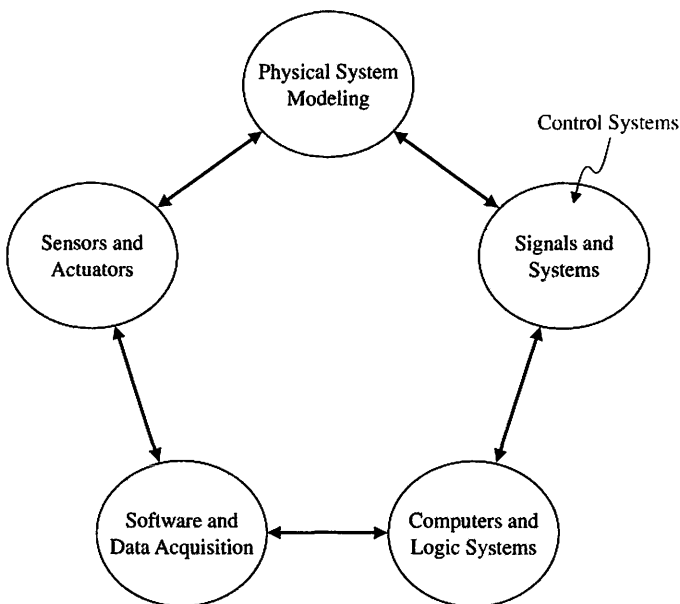 Physical System
Modeling
Control Systems
Sensors and
Actuators
Signals and
Systems
Software and
Data Acquisition
Computers and
Logic Systems